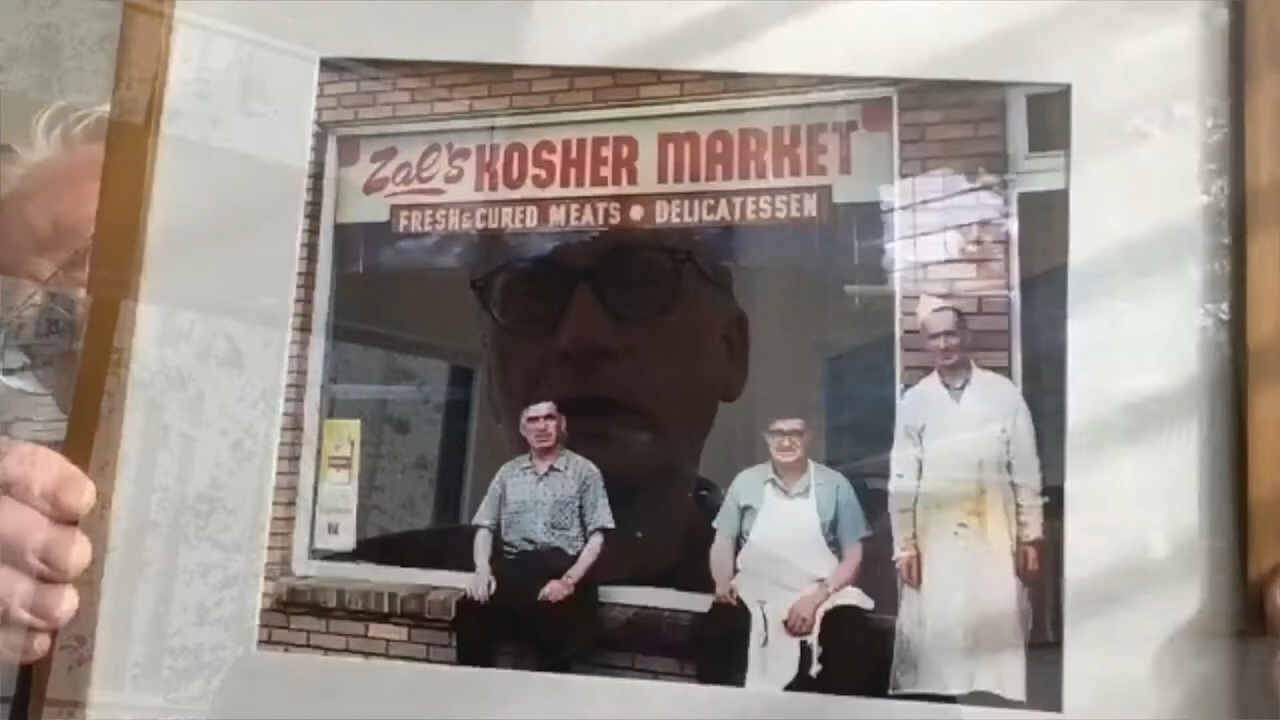 Zal's KOSHER MARKET
FRESH & CURED MEATS • DELICATESSEN